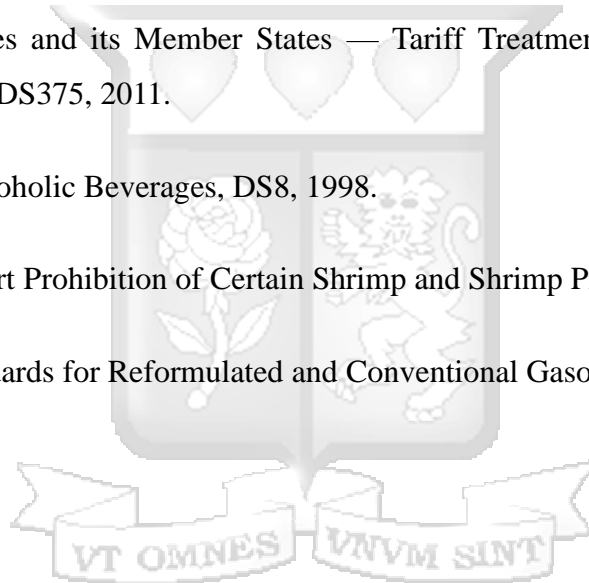 es and its Member States — Tariff Treatmen
DS375, 2011.
oholic Beverages, DS8, 1998.
rt Prohibition of Certain Shrimp and Shrimp P
dards for Reformulated and Conventional Gaso
VT OMNES VNVM SINT